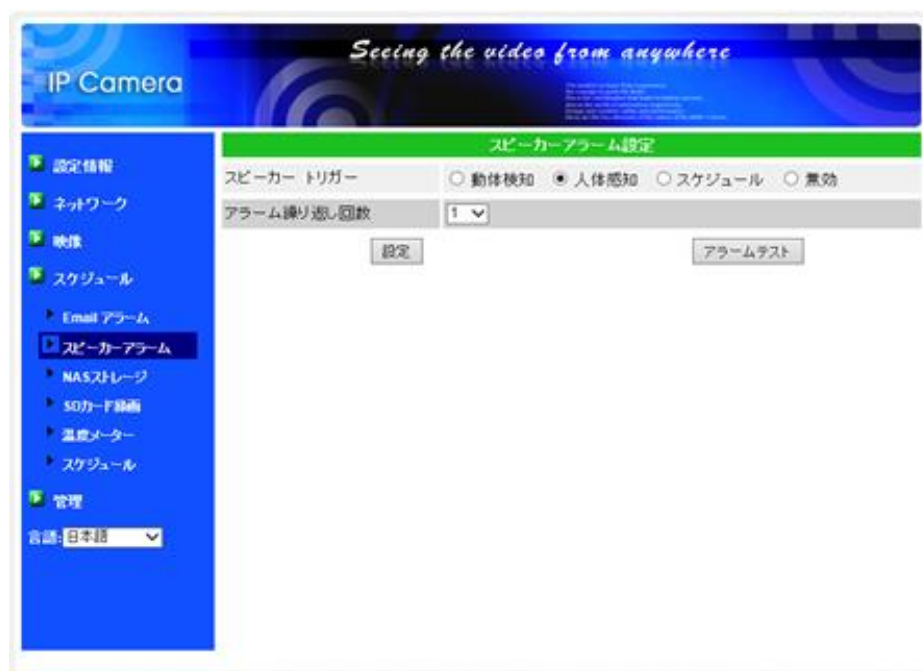 Seeing the video from anywhere
IP Camera
設定情報
ネットワーク
映像
スケジュール
Email アラーム
スピーカーアラーム
NASストレージ
SDカード録画
温度メーター
スケジュール
管理
言語: 日本語
スピーカーアラーム設定
スピーカー トリガー 動体検知 人体感知 スケジュール 無効
アラーム繰り返し回数 1
設定 アラームテスト